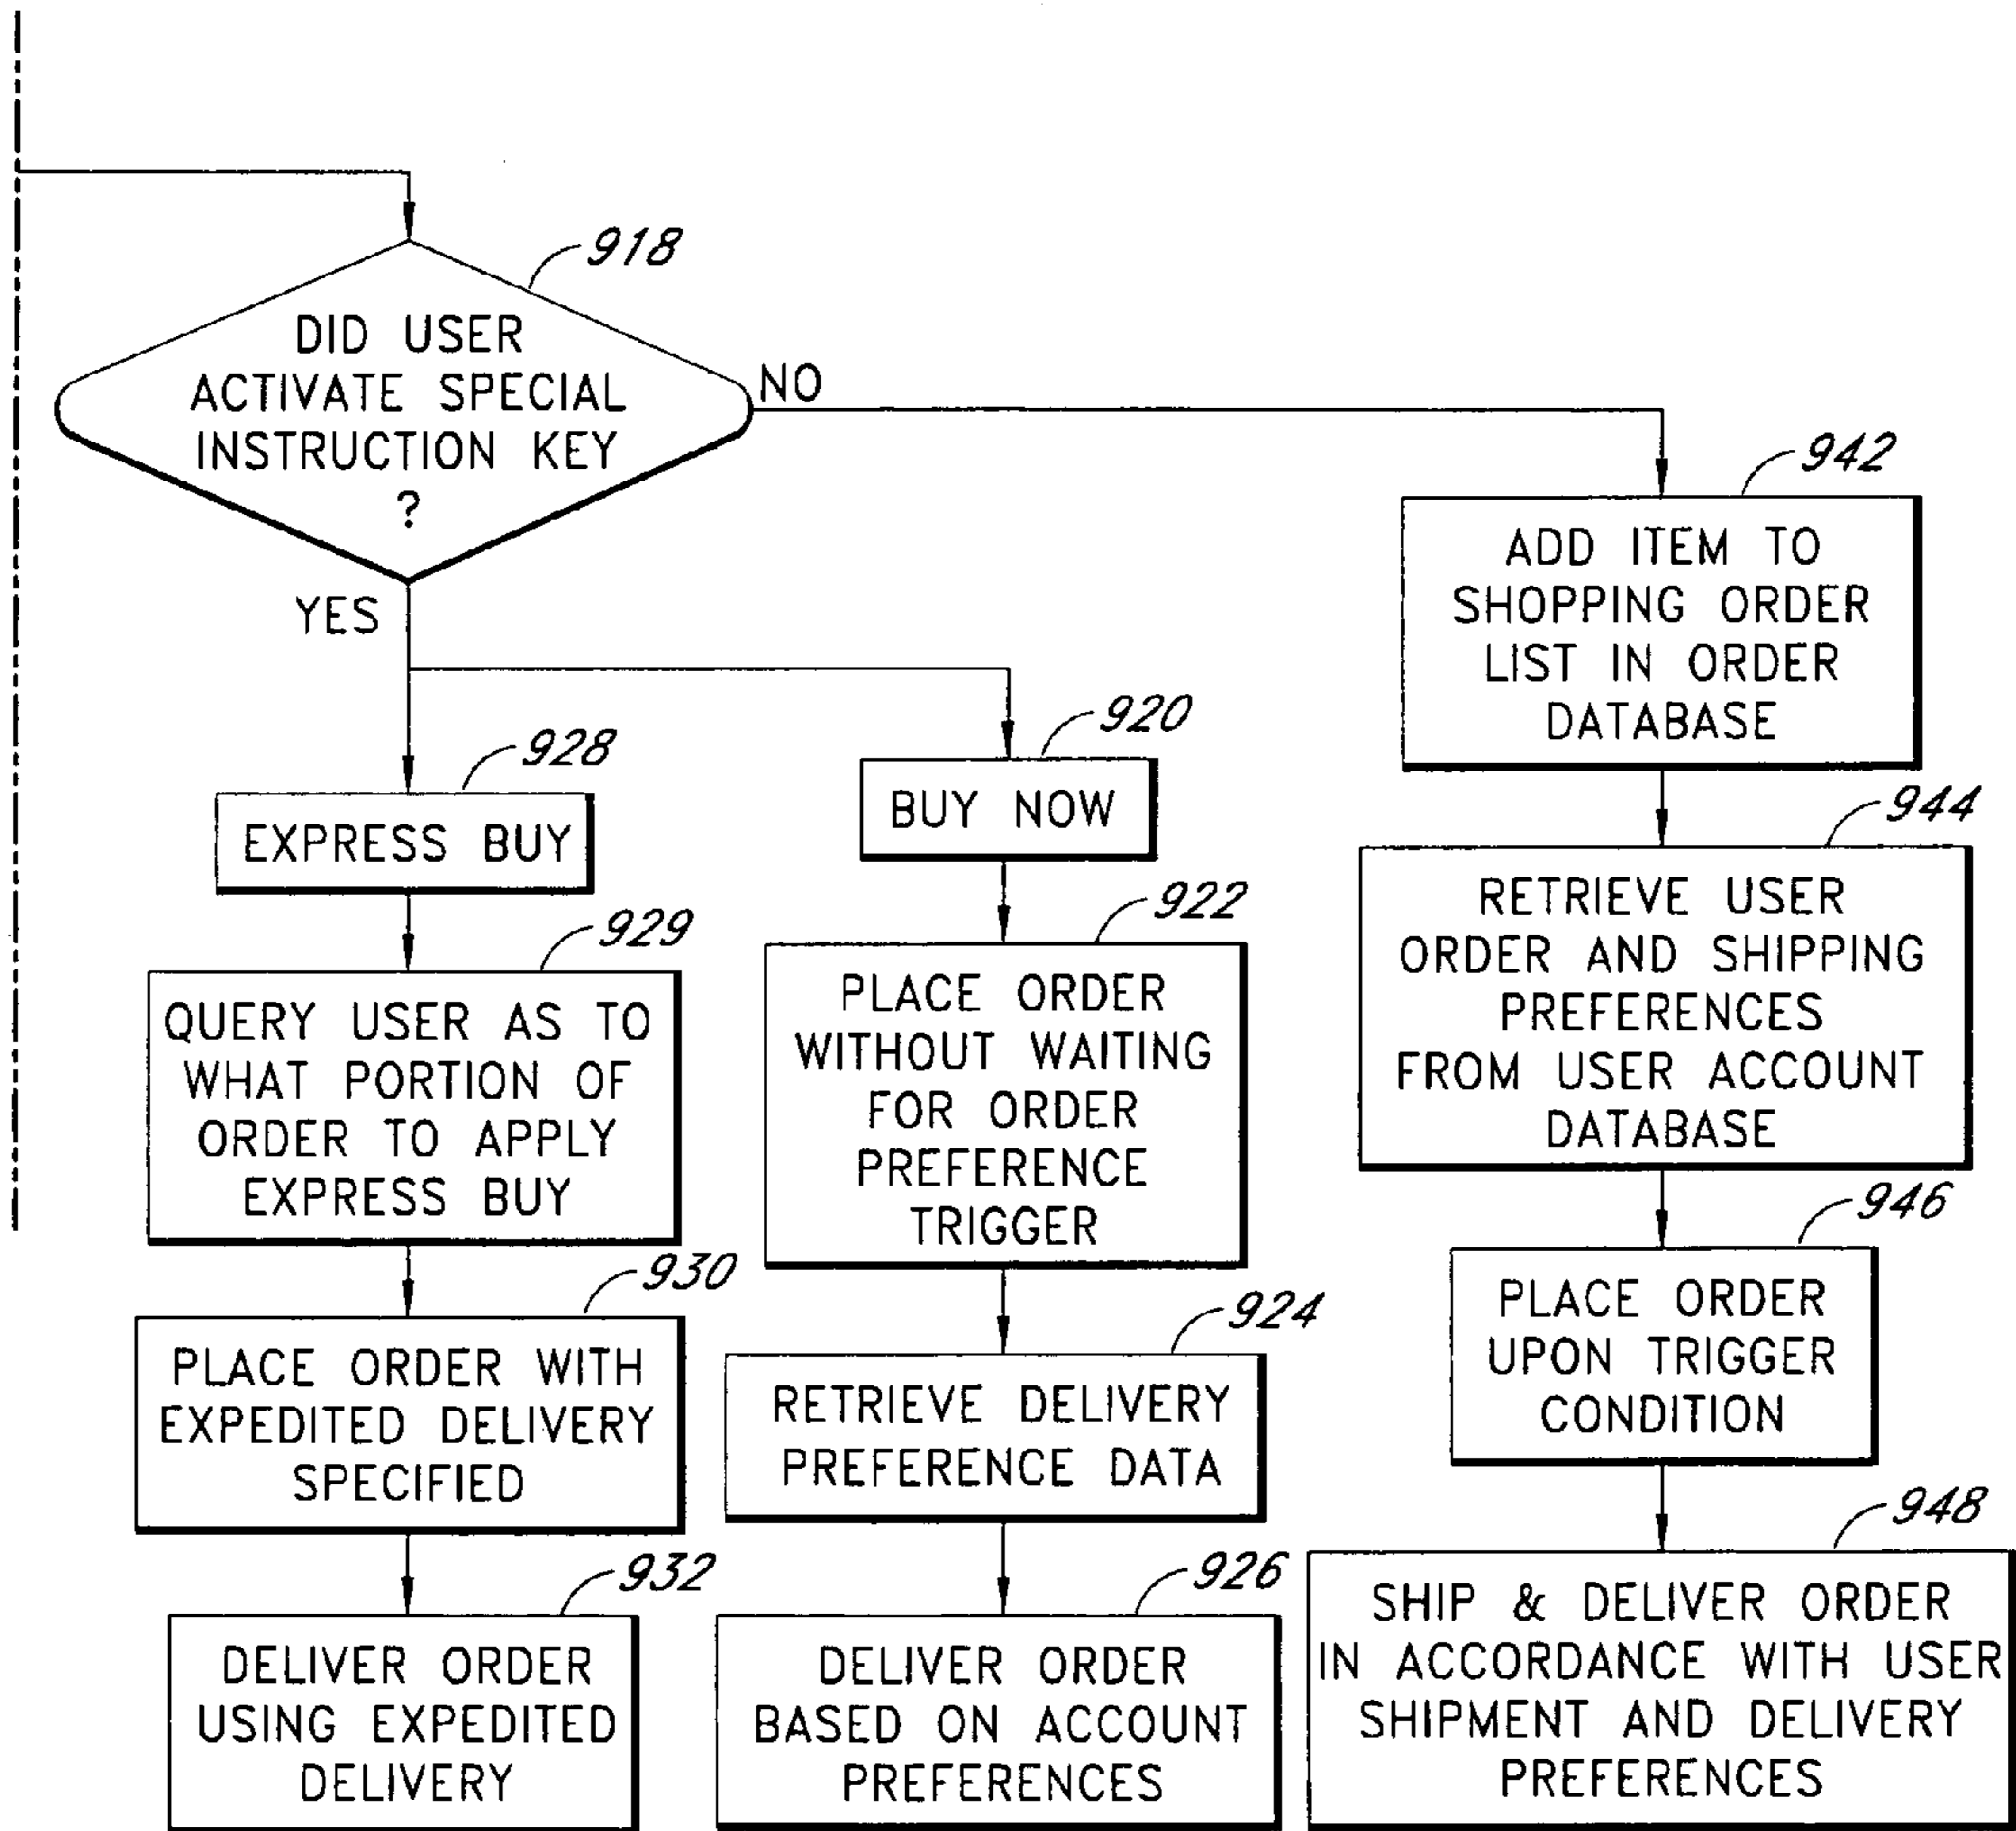 918
DID USER
ACTIVATE SPECIAL
INSTRUCTION KEY
?
NO
YES
928
EXPRESS BUY
929
QUERY USER AS TO
WHAT PORTION OF
ORDER TO APPLY
EXPRESS BUY
930
PLACE ORDER WITH
EXPEDITED DELIVERY
SPECIFIED
932
DELIVER ORDER
USING EXPEDITED
DELIVERY
920
BUY NOW
922
PLACE ORDER
WITHOUT WAITING
FOR ORDER
PREFERENCE
TRIGGER
924
RETRIEVE DELIVERY
PREFERENCE DATA
926
DELIVER ORDER
BASED ON ACCOUNT
PREFERENCES
942
ADD ITEM TO
SHOPPING ORDER
LIST IN ORDER
DATABASE
944
RETRIEVE USER
ORDER AND SHIPPING
PREFERENCES
FROM USER ACCOUNT
DATABASE
946
PLACE ORDER
UPON TRIGGER
CONDITION
948
SHIP & DELIVER ORDER
IN ACCORDANCE WITH USER
SHIPMENT AND DELIVERY
PREFERENCES